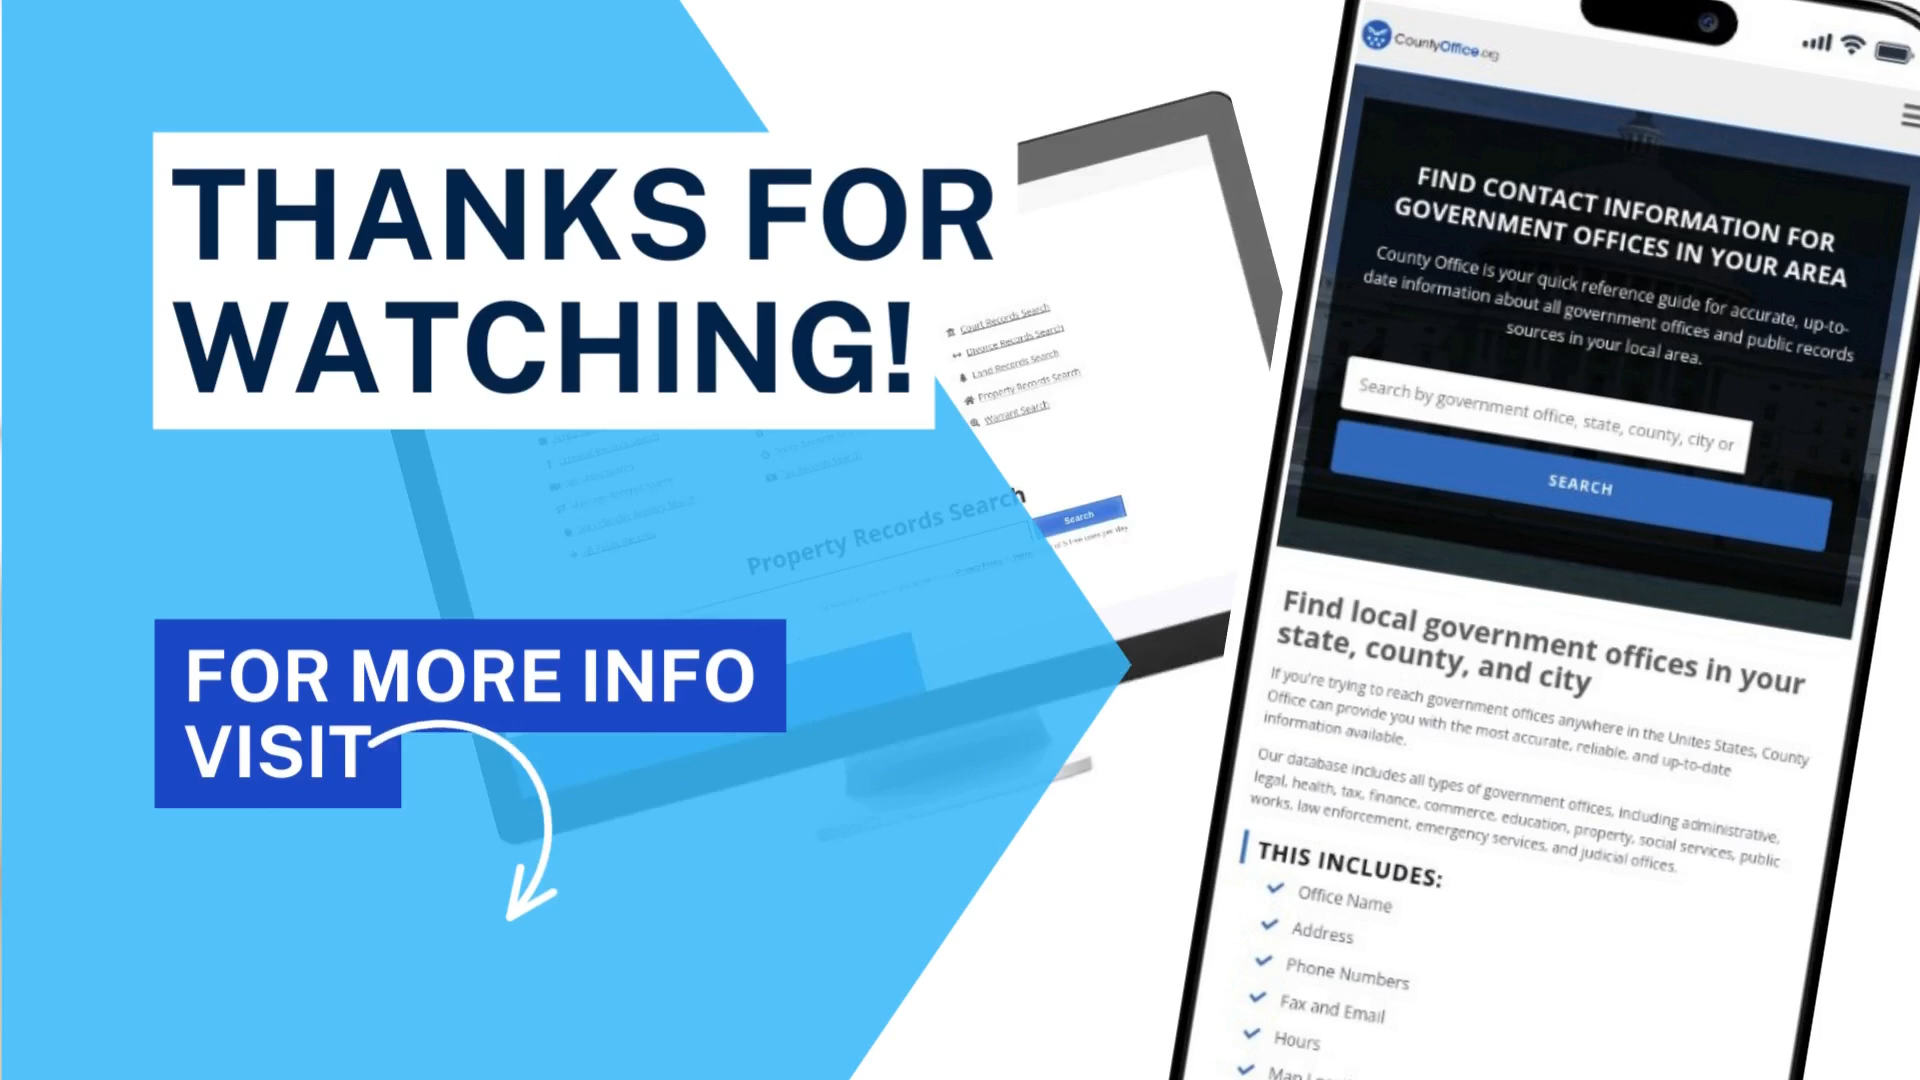 THANKS FOR
WATCHING!
FOR MORE INFO
VISIT
Court Records Search
Divorce Records Search
Land Records Search
Property Records Search
Warrant Search
Property Records Search
Search
CountyOffice.org
FIND CONTACT INFORMATION FOR
GOVERNMENT OFFICES IN YOUR AREA
County Office is your quick reference guide for accurate, up-to-
date information about all government offices and public records
sources in your local area.
Search by government office, state, county, city or
SEARCH
Find local government offices in your
state, county, and city
If you're trying to reach government offices anywhere in the Unites States, County
Office can provide you with the most accurate, reliable, and up-to-date
information available.
Our database includes all types of government offices, including administrative,
legal, health, tax, finance, commerce, education, property, social services, public
works, law enforcement, emergency services, and judicial offices.
THIS INCLUDES:
Office Name
Address
Phone Numbers
Fax and Email
Hours
Map